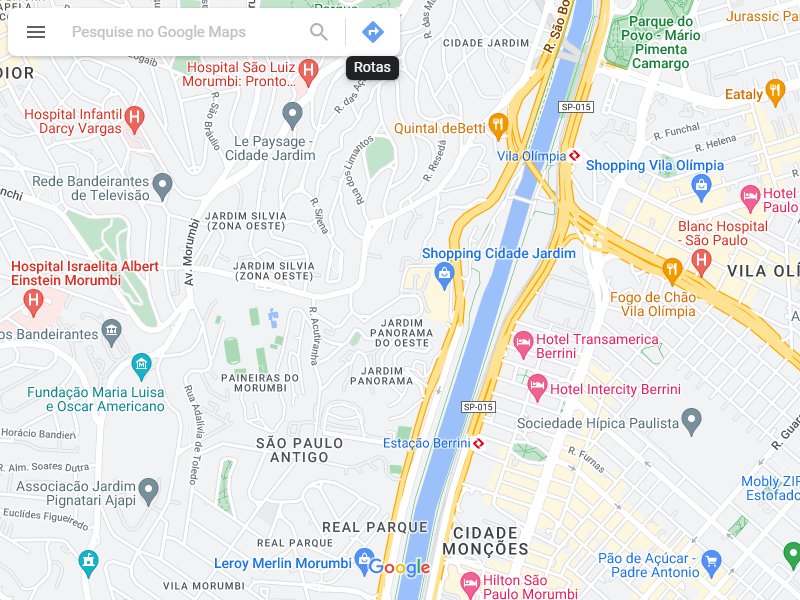 Pesquise no Google Maps
Rotas
R. São Bo
CIDADE JARDIM
R. das Aç
Parque do
Povo - Mário
Pimenta
Camargo
Jurassic Pa
Hospital São Luiz
Morumbi: Pronto...
SP-015
Eataly
Hospital Infantil
Darcy Vargas
R. São Bráulio
Le Paysage -
Cidade Jardim
Quintal deBetti
R. Funchal
R. Helena
Rua dos Limantos
R. Resedá
Vila Olímpia
Shopping Vila Olímpia
Rede Bandeirantes
de Televisão
Hotel
Paulo
R. Silena
JARDIM SILVIA
(ZONA OESTE)
Av. Morumbi
Blanc Hospital
- São Paulo
Shopping Cidade Jardim
Hospital Israelita Albert
Einstein Morumbi
JARDIM SILVIA
(ZONA OESTE)
VILA OLÍ
Fogo de Chão
Vila Olímpia
R. Acutiranha
os Bandeirantes
JARDIM
PANORAMA
DO OESTE
Hotel Transamerica
Berrini
JARDIM
PANORAMA
PAINEIRAS DO
MORUMBI
Hotel Intercity Berrini
Fundação Maria Luisa
e Oscar Americano
Rua Adalívia de Toledo
SP-015
Sociedade Hípica Paulista
Horácio Bandieri
SÃO PAULO
ANTIGO
Estação Berrini
R. Gua
R. Alm. Soares Dutra
R. Furnas
Associacão Jardim
Pignatari Ajapi
Mobly ZIP
Estofado
Euclides Figueiredo
REAL PARQUE
REAL PARQUE
CIDADE
MONÇÕES
Leroy Merlin Morumbi
Google
Pão de Açúcar -
Padre Antonio
VILA MORUMBI
Hilton São
Paulo Morumbi